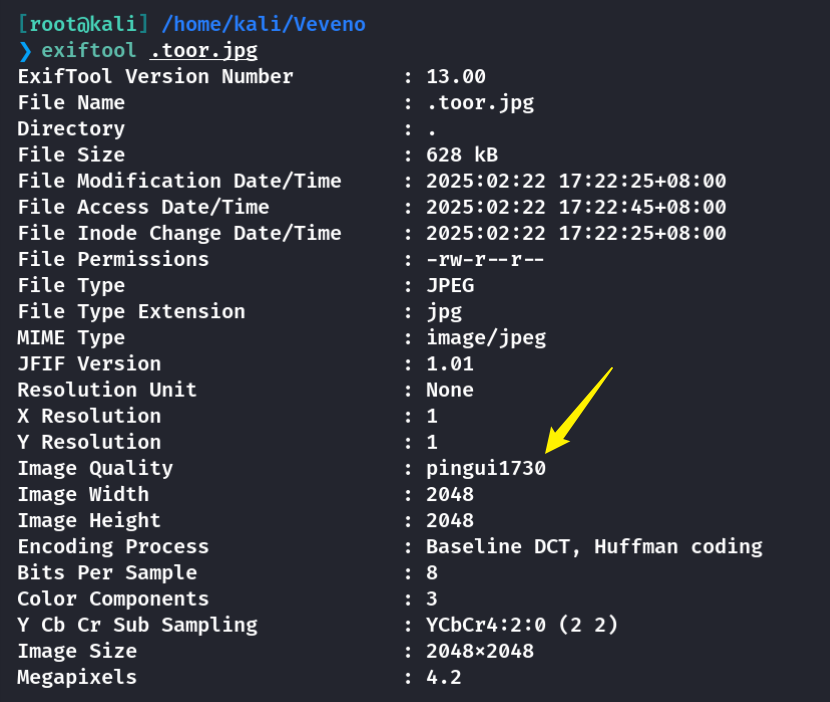 [root@kali] /home/kali/Veveno
❯ exiftool .toor.jpg
ExifTool Version Number : 13.00
File Name : .toor.jpg
Directory : .
File Size : 628 kB
File Modification Date/Time : 2025:02:22 17:22:25+08:00
File Access Date/Time : 2025:02:22 17:22:45+08:00
File Inode Change Date/Time : 2025:02:22 17:22:25+08:00
File Permissions : -rw-r--r--
File Type : JPEG
File Type Extension : jpg
MIME Type : image/jpeg
JFIF Version : 1.01
Resolution Unit : None
X Resolution : 1
Y Resolution : 1
Image Quality : pingui1730
Image Width : 2048
Image Height : 2048
Encoding Process : Baseline DCT, Huffman coding
Bits Per Sample : 8
Color Components : 3
Y Cb Cr Sub Sampling : YCbCr4:2:0 (2 2)
Image Size : 2048×2048
Megapixels : 4.2